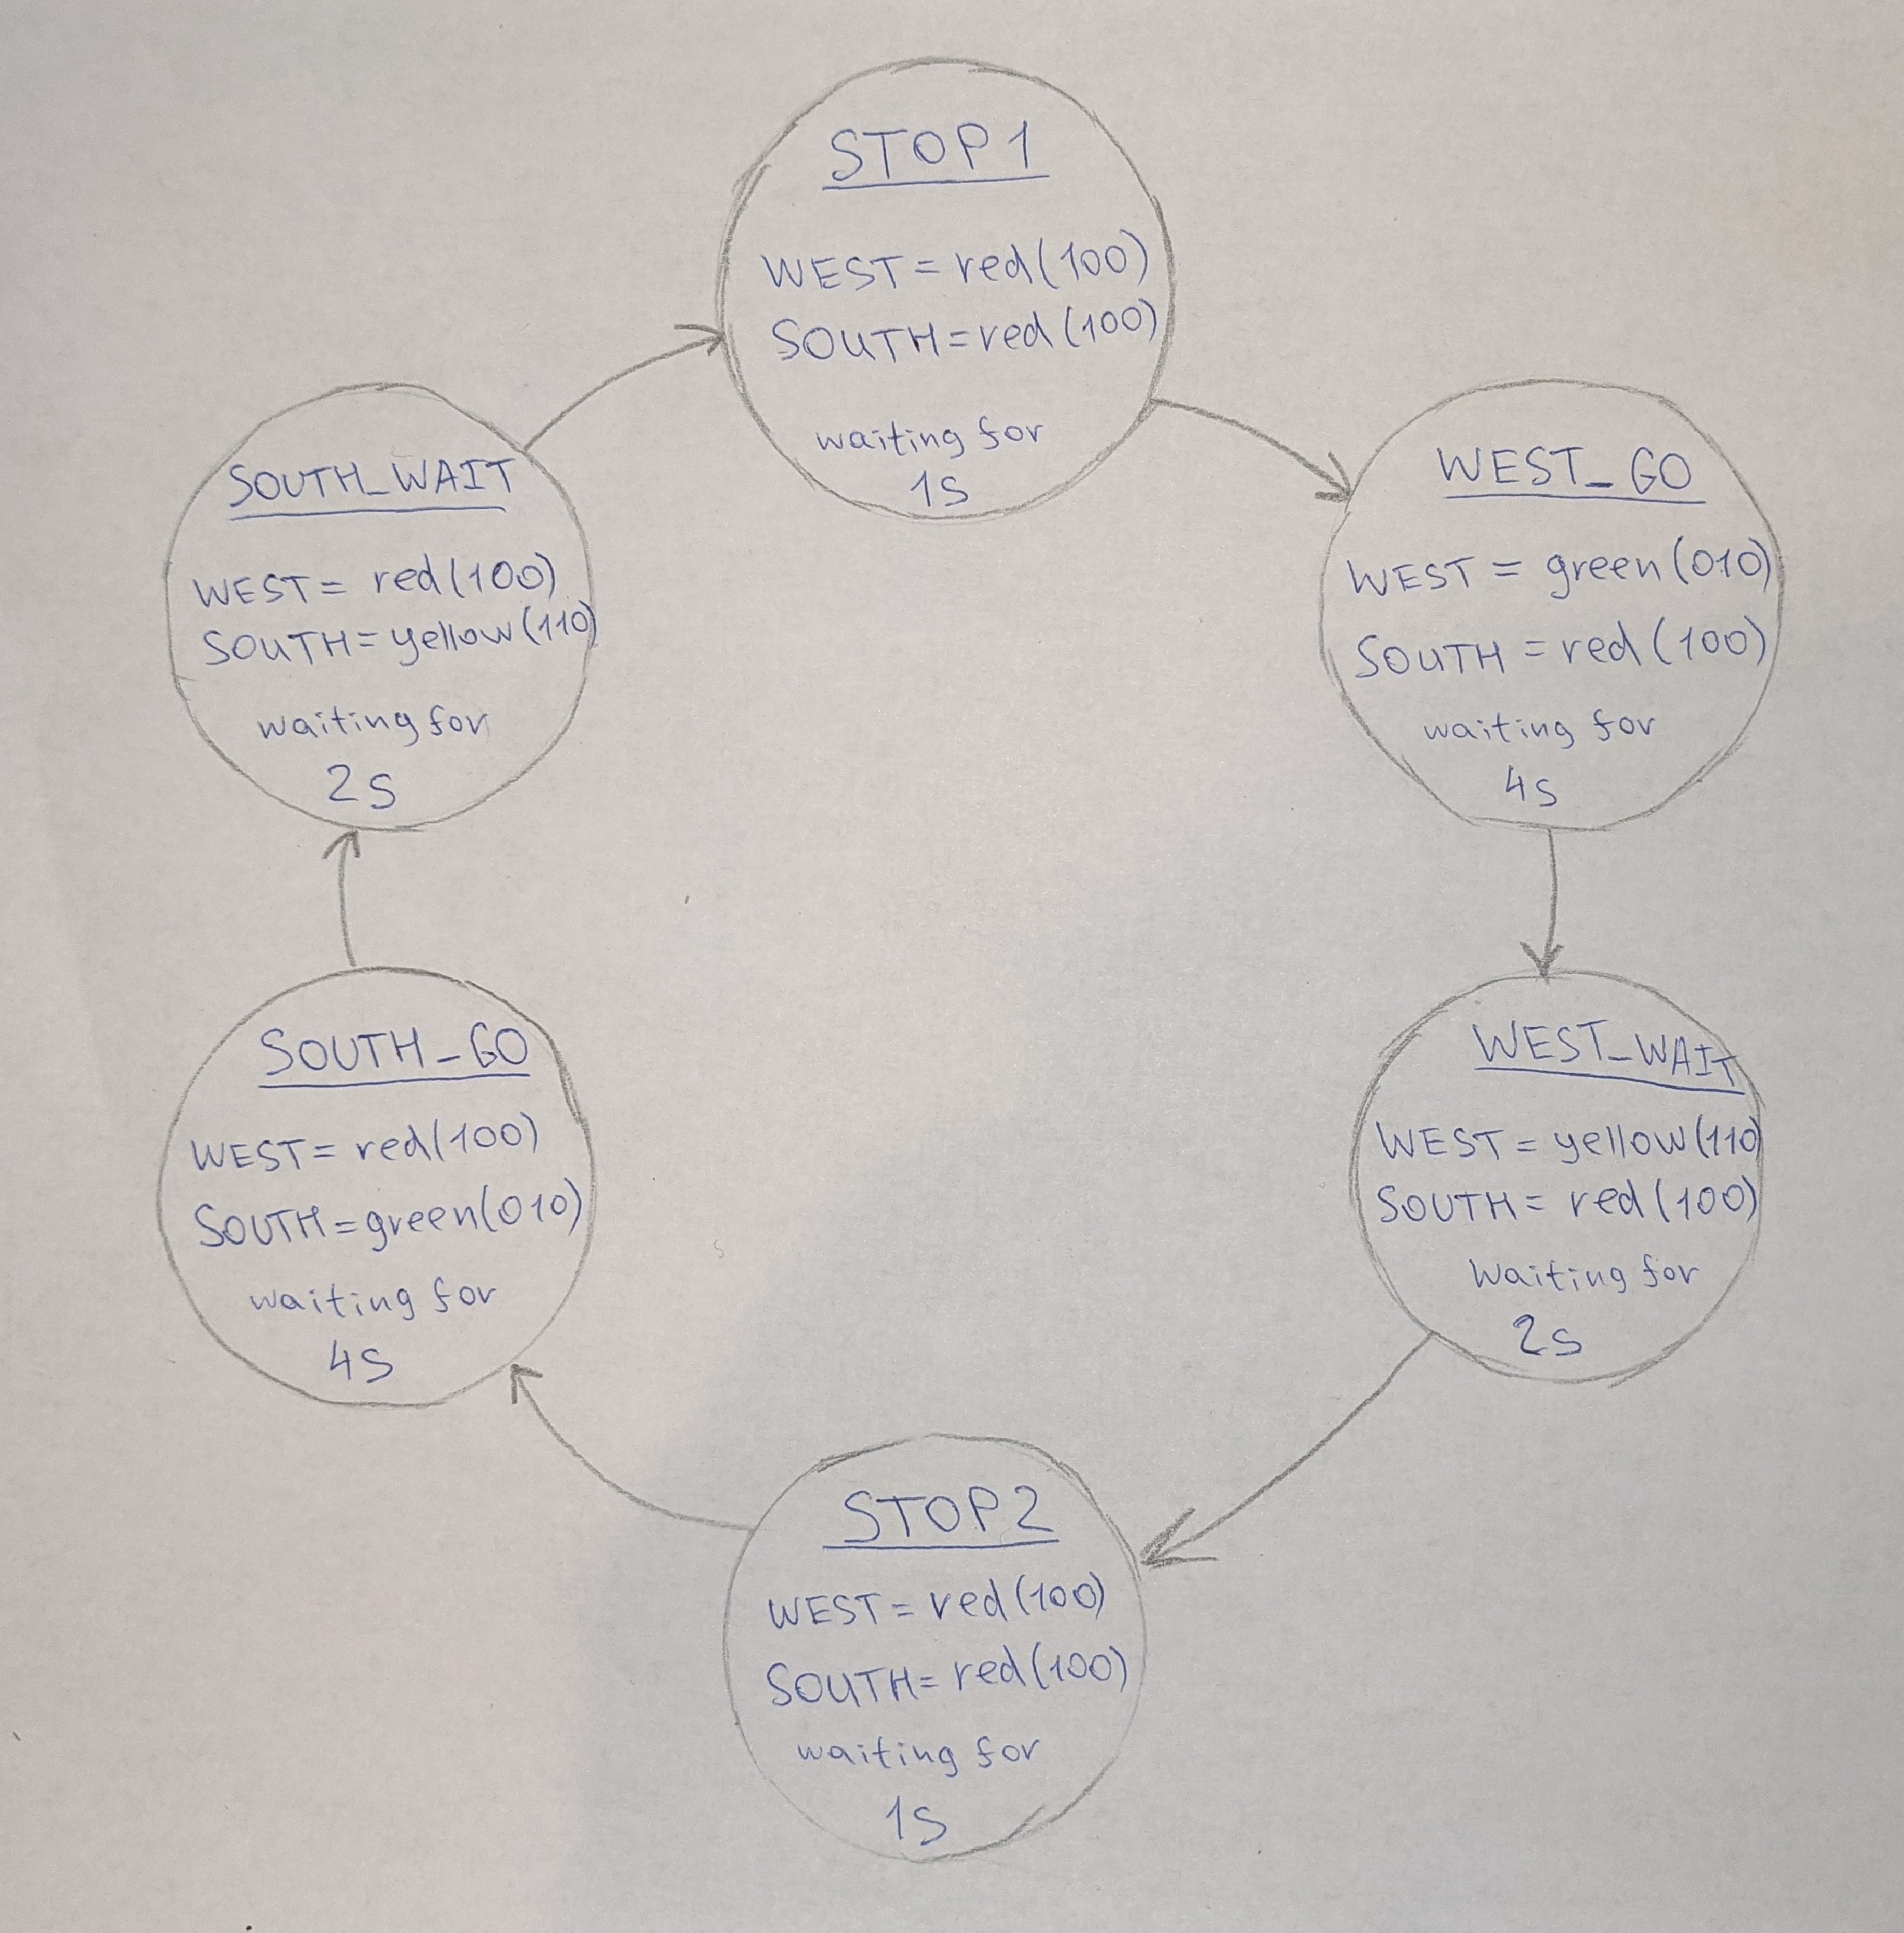 STOP1
WEST = red(100)
SOUTH = red(100)
waiting for
1s
WEST_GO
WEST = green(010)
SOUTH = red(100)
waiting for
4s
WEST_WAIT
WEST = yellow(110)
SOUTH = red(100)
Waiting for
2s
STOP2
WEST = red(100)
SOUTH = red(100)
waiting for
1s
SOUTH_GO
WEST = red(100)
SOUTH = green(010)
waiting for
4s
SOUTH_WAIT
WEST = red(100)
SOUTH = yellow(110)
waiting for
2s